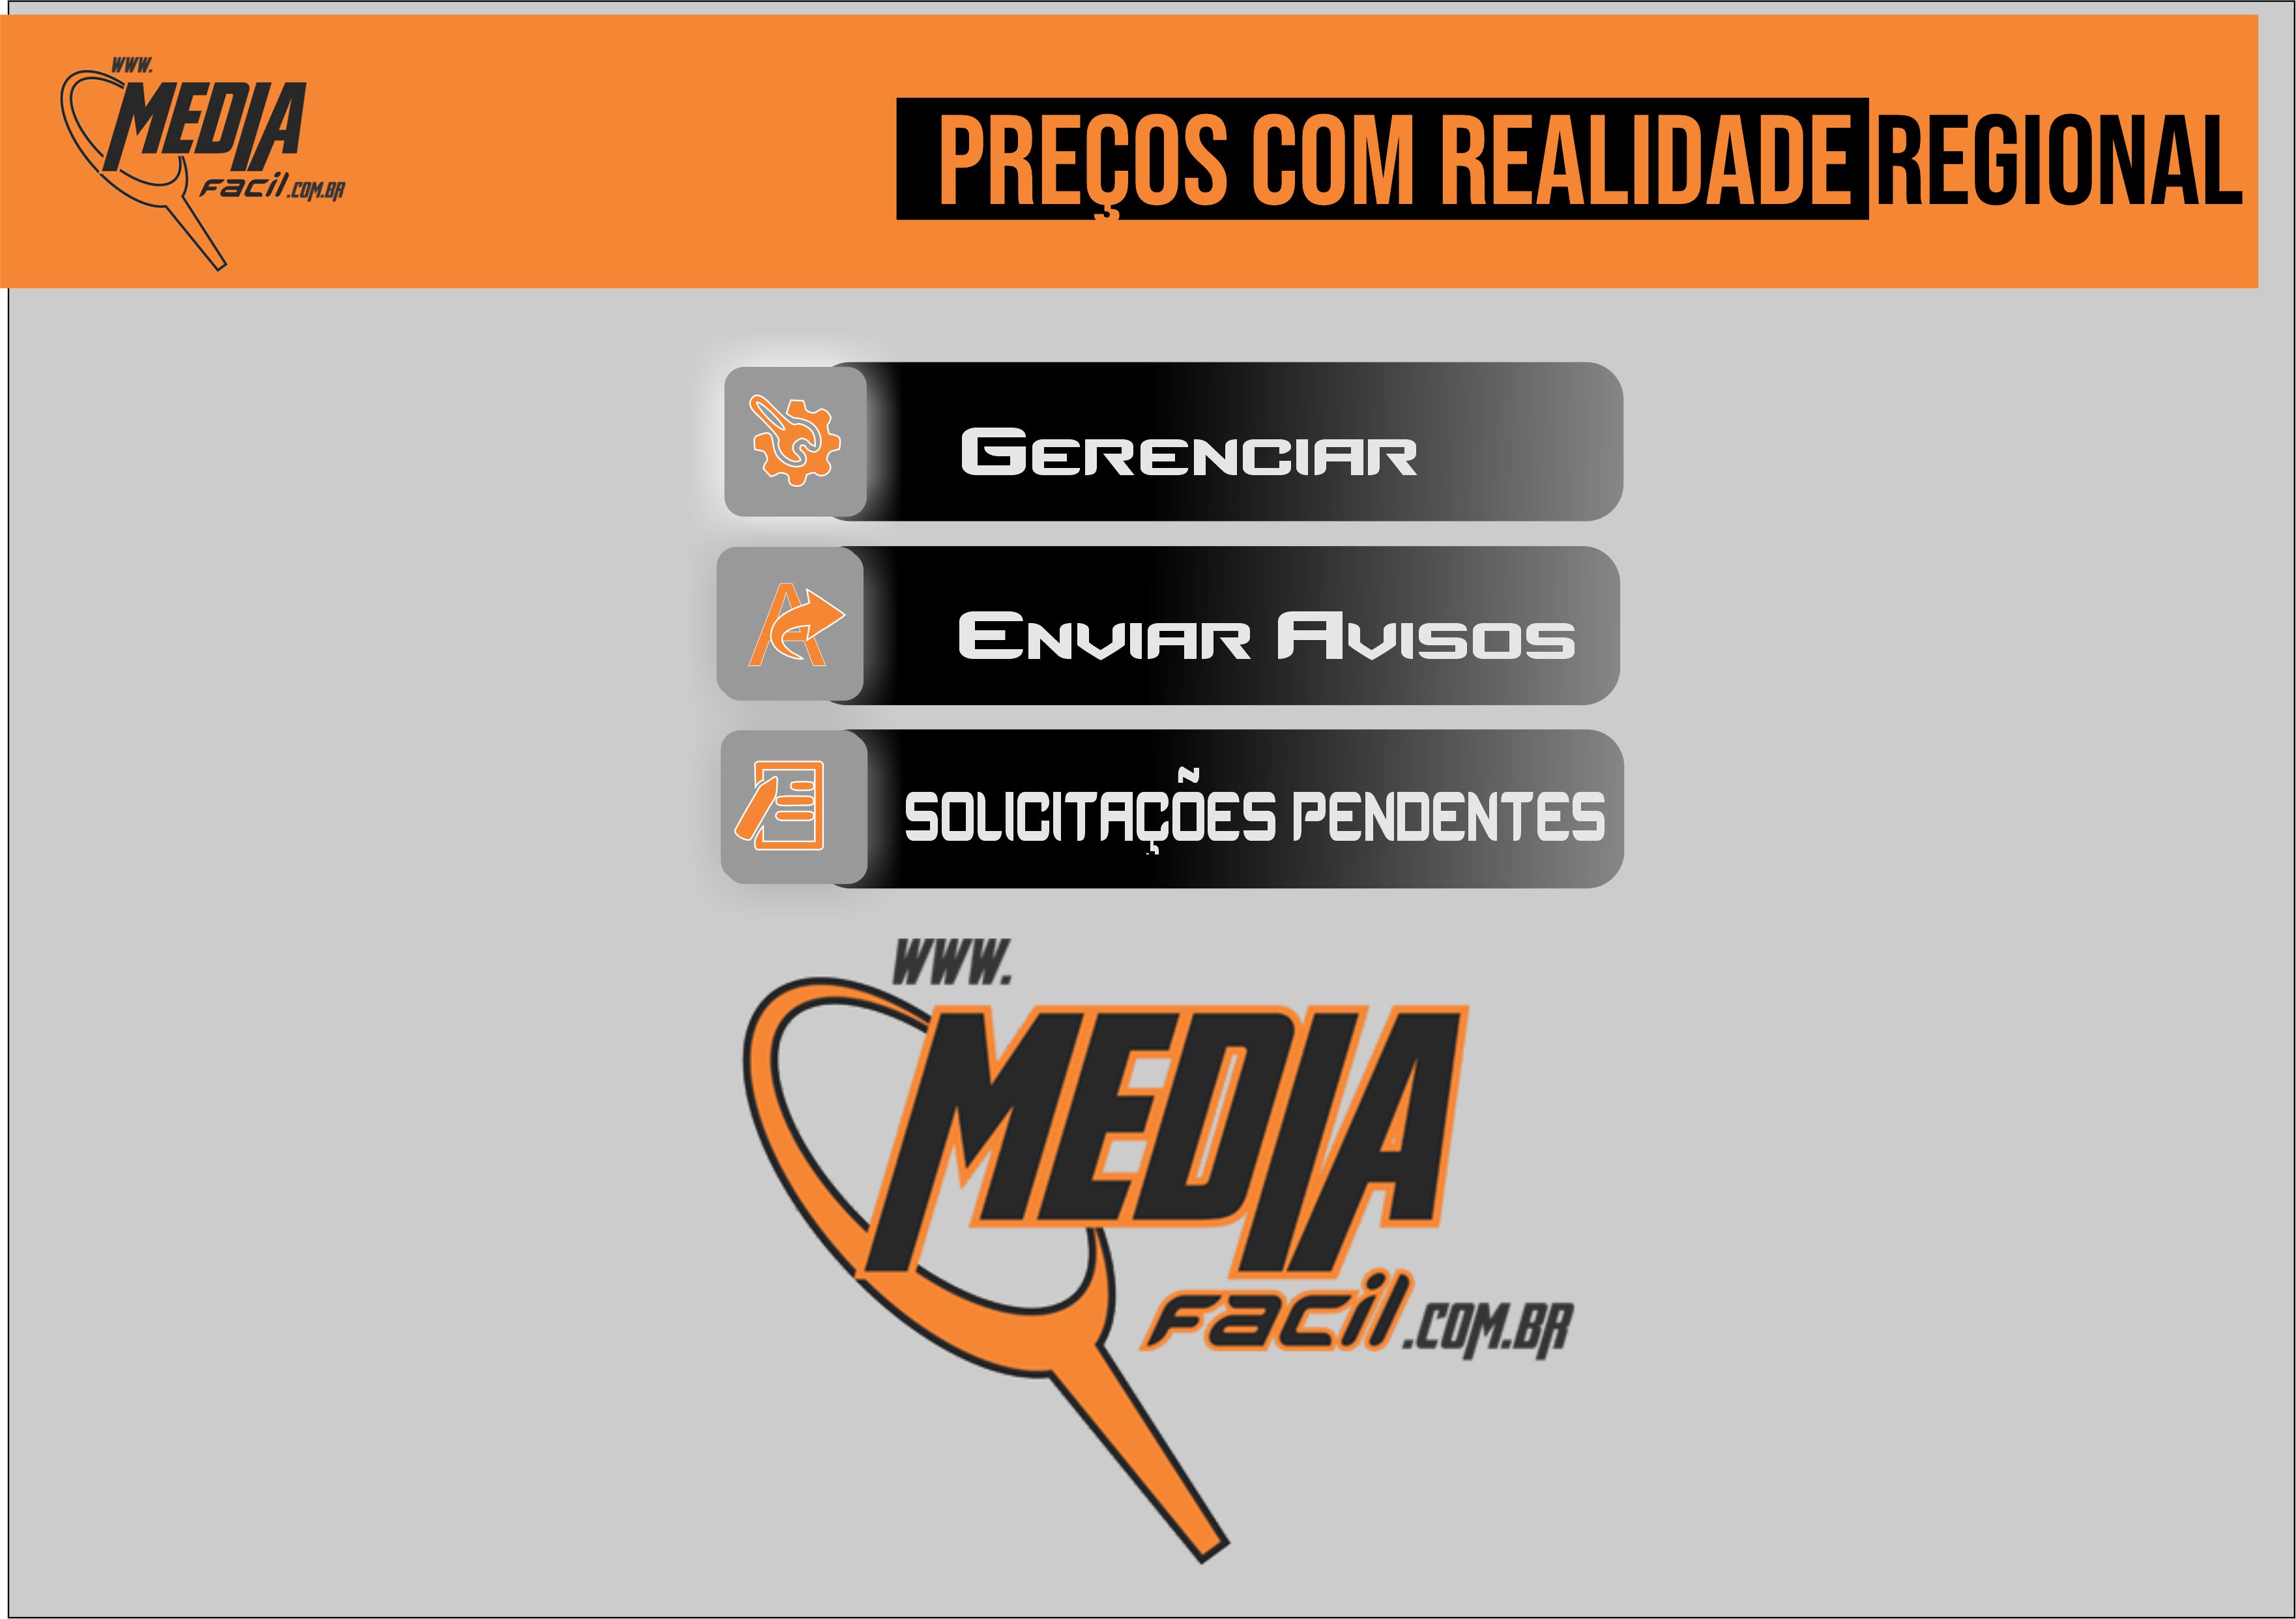 www.
MEDIA
facil.com.br
PREÇOS COM REALIDADE REGIONAL
Gerenciar
Enviar Avisos
SOLICITAÇÕES PENDENTES
www.
MEDIA
facil.com.br